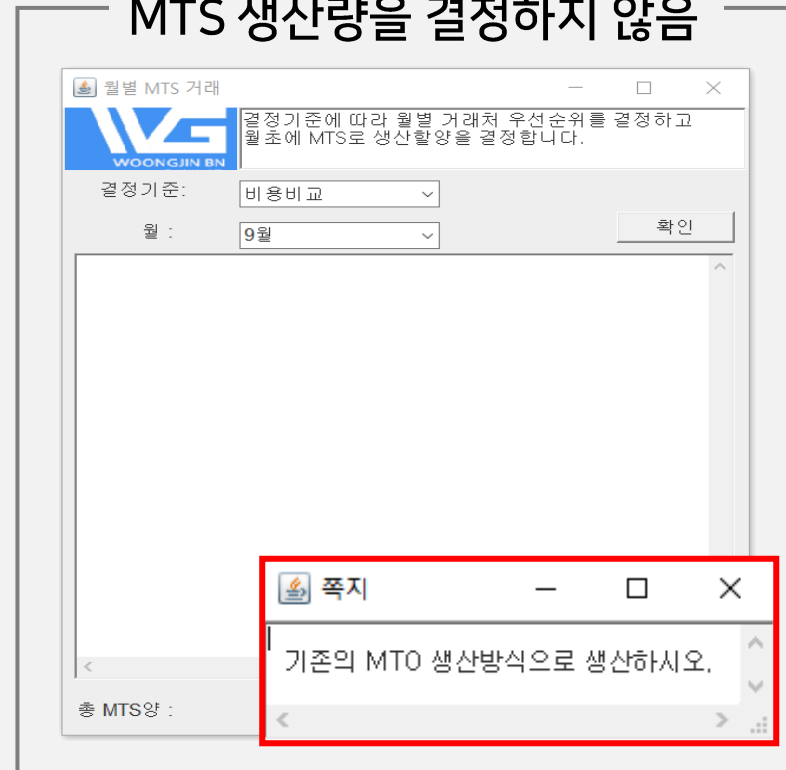 MTS 생산량을 결정하지 않음
월별 MTS 거래
결정기준에 따라 월별 거래처 우선순위를 결정하고
월초에 MTS로 생산할양을 결정합니다.
WOONGJIN BN
결정기준:
비용비교
월 :
9월
확인
쪽지
기존의 MTO 생산방식으로 생산하시오.
총 MTS양 :